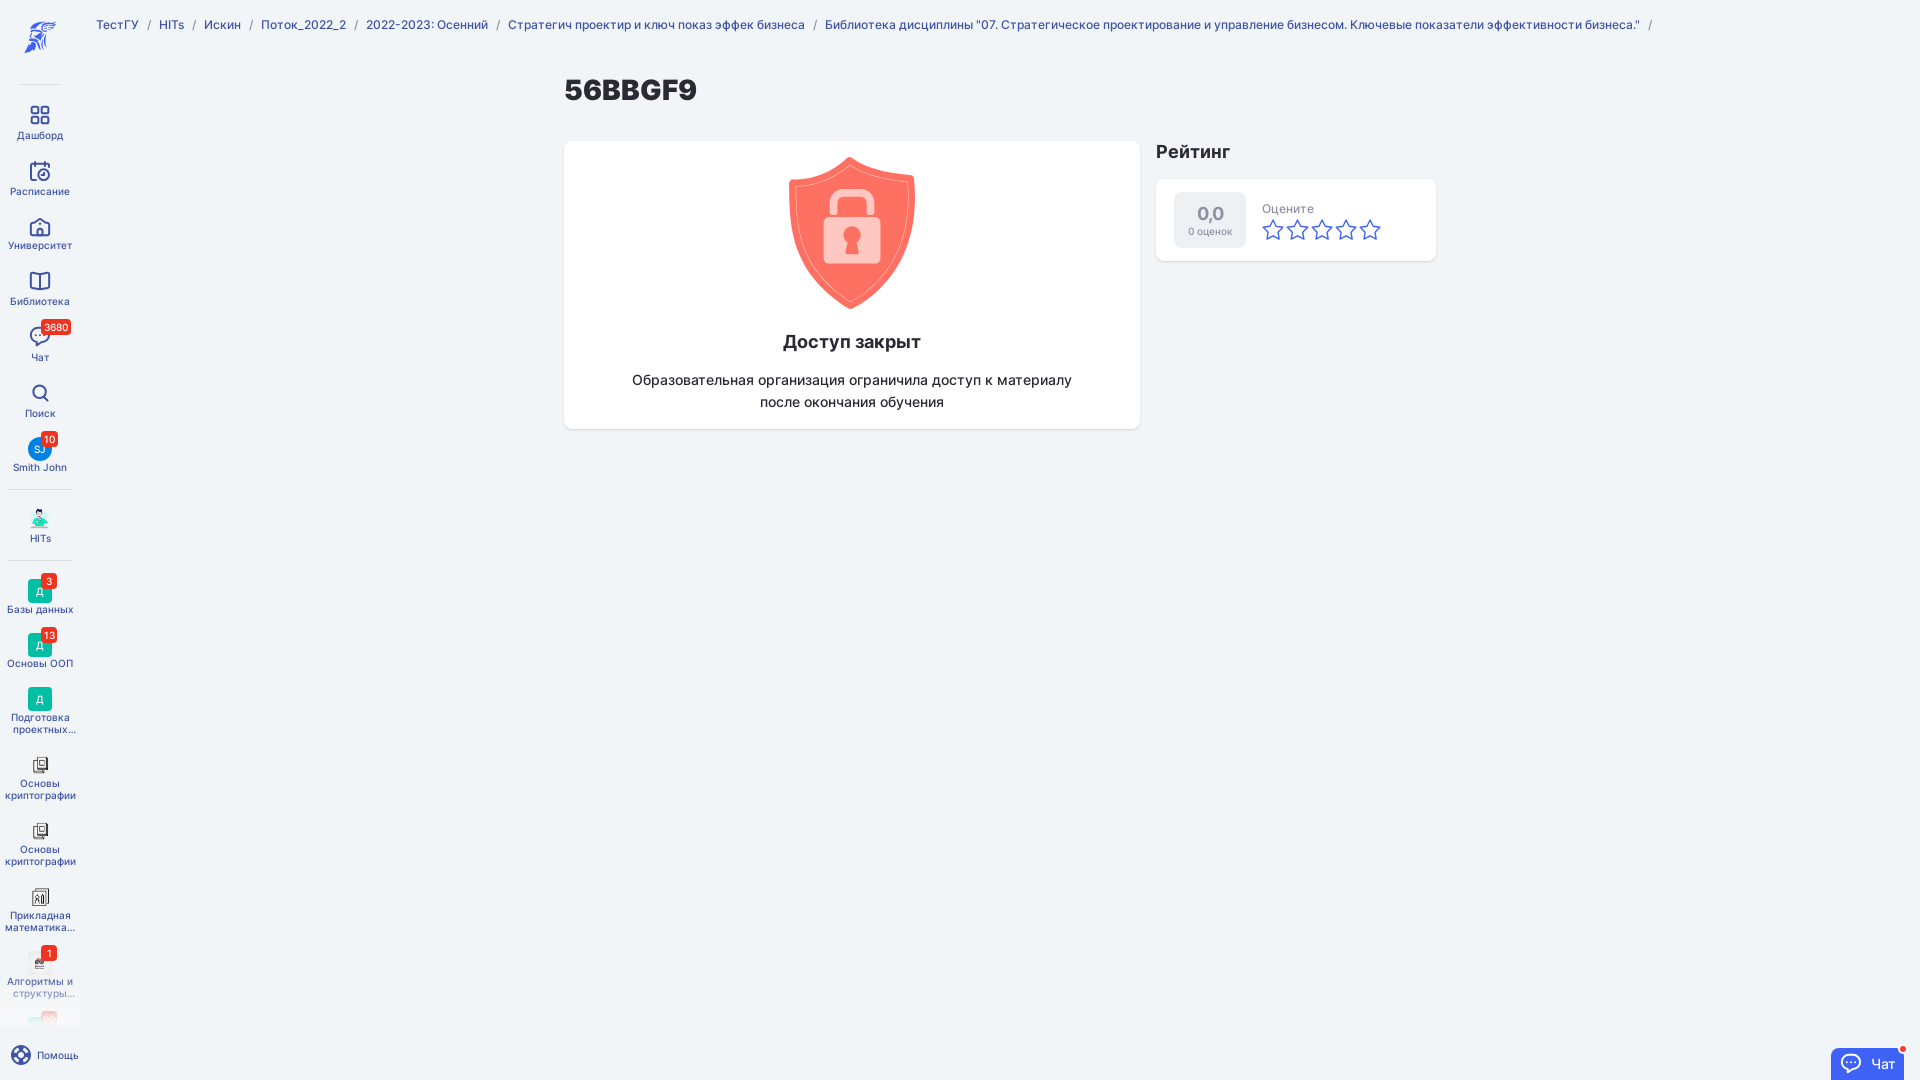 ТестГУ / HITs / Искин / Поток_2022_2 / 2022-2023: Осенний / Стратегич проектир и ключ показ эффек бизнеса / Библиотека дисциплины "07. Стратегическое проектирование и управление бизнесом. Ключевые показатели эффективности бизнеса." /
Дашборд
Расписание
Университет
Библиотека
3680
Чат
Поиск
10
SJ
Smith John
HITs
3
Д
Базы данных
13
Д
Основы ООП
Д
Подготовка
проектных...
Основы
криптографии
Основы
криптографии
Прикладная
математика...
1
Алгоритмы и
структуры...
Помощь
56BBGF9
Доступ закрыт
Образовательная организация ограничила доступ к материалу
после окончания обучения
Рейтинг
0,0
0 оценок
Оцените
Чат